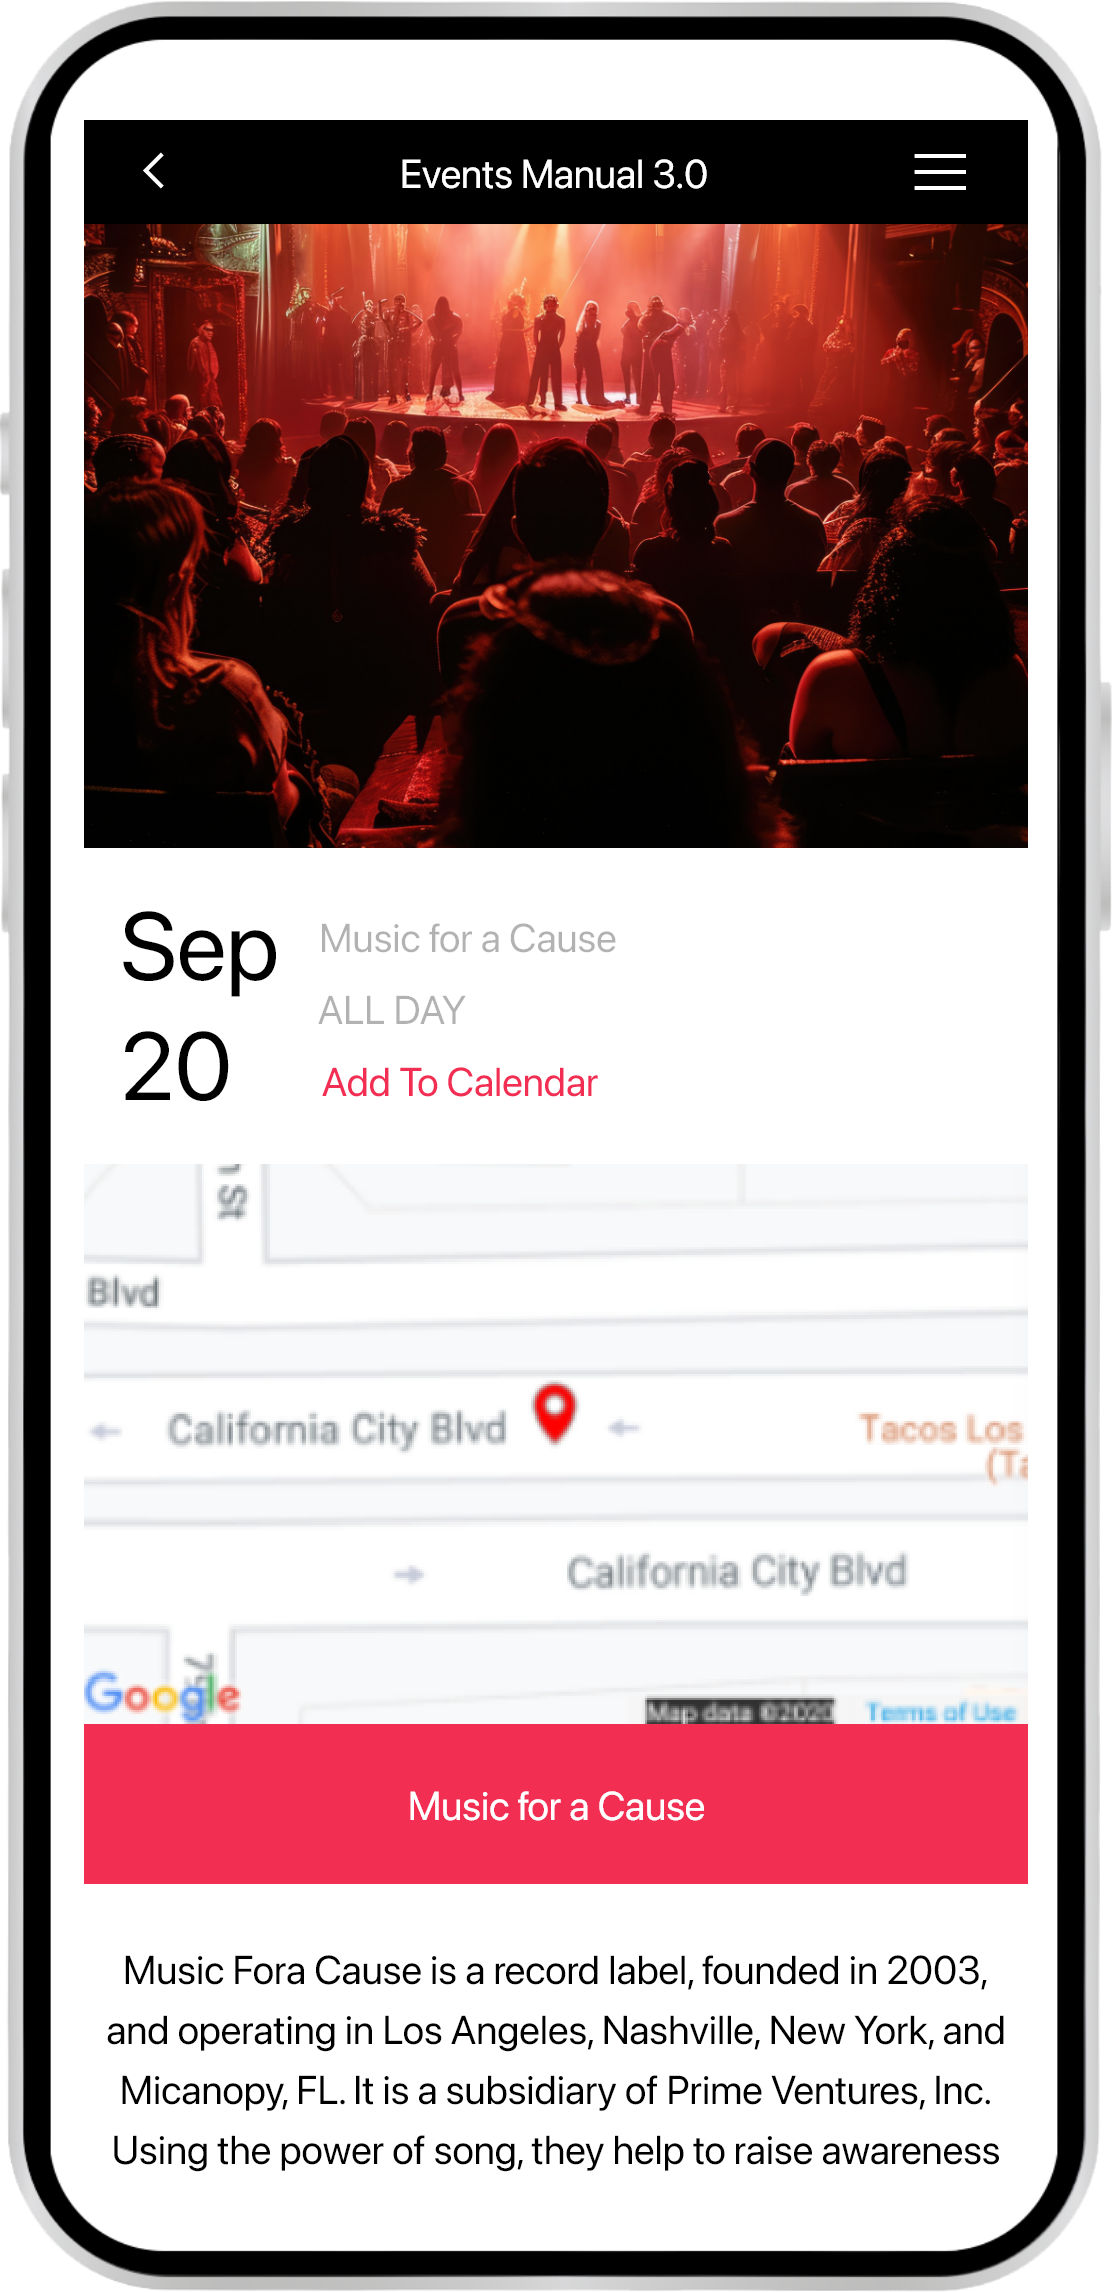 Events Manual 3.0
Sep
20
Music for a Cause
ALL DAY
Add To Calendar
St
Blvd
California City Blvd
Tacos Los
California City Blvd
Google
Map data ©2020
Terms of Use
Music for a Cause
Music Fora Cause is a record label, founded in 2003,
and operating in Los Angeles, Nashville, New York, and
Micanopy, FL. It is a subsidiary of Prime Ventures, Inc.
Using the power of song, they help to raise awareness